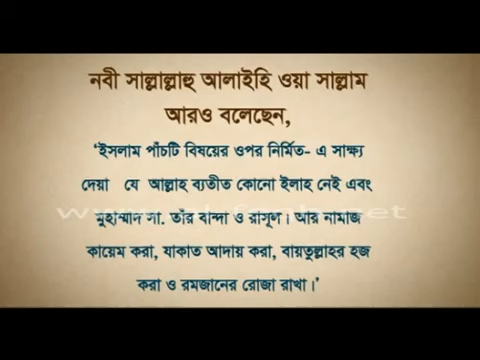 নবী সাল্লাল্লাহু আলাইহি ওয়া সাল্লাম
আরও বলেছেন,
‘ইসলাম পাঁচটি বিষয়ের ওপর নির্মিত- এ সাক্ষ্য
দেয়া যে আল্লাহ ব্যতীত কোনো ইলাহ নেই এবং
মুহাম্মাদ সা. তাঁর বান্দা ও রাসূল। আর নামাজ
কায়েম করা, যাকাত আদায় করা, বায়তুল্লাহর হজ
করা ও রমজানের রোজা রাখা।’